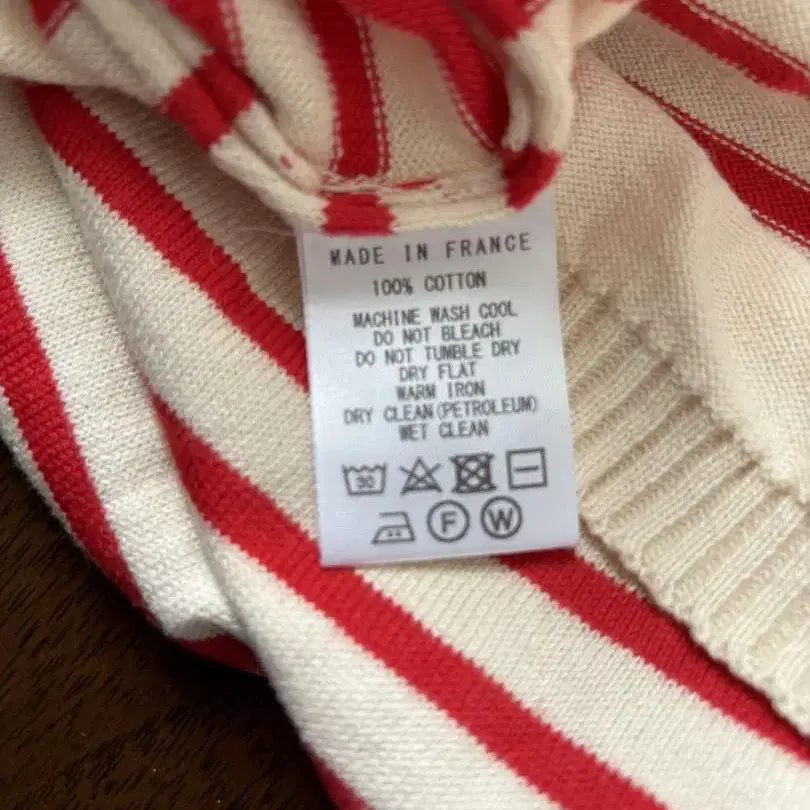 MADE IN FRANCE
100% COTTON
MACHINE WASH COOL
DO NOT BLEACH
DO NOT TUMBLE DRY
DRY FLAT
WARM IRON
DRY CLEAN(PETROLEUM)
WET CLEAN
30
F W